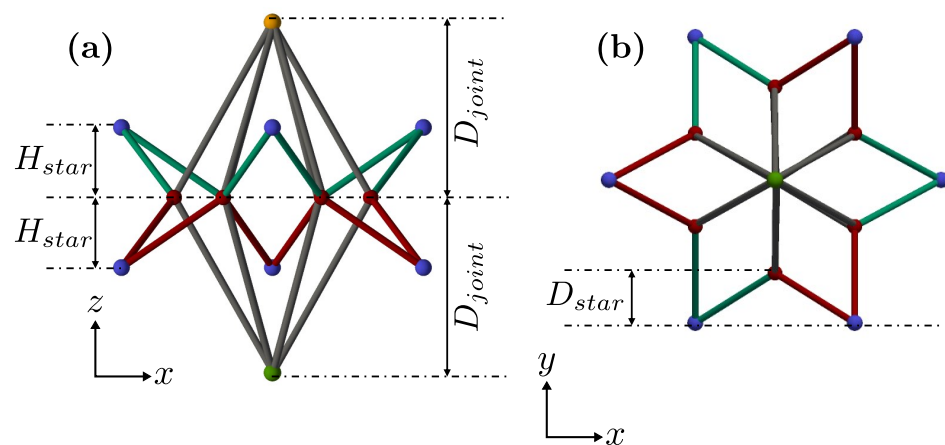 (a)
H_star
H_star
D_joint
D_joint
z
x
(b)
D_star
y
x